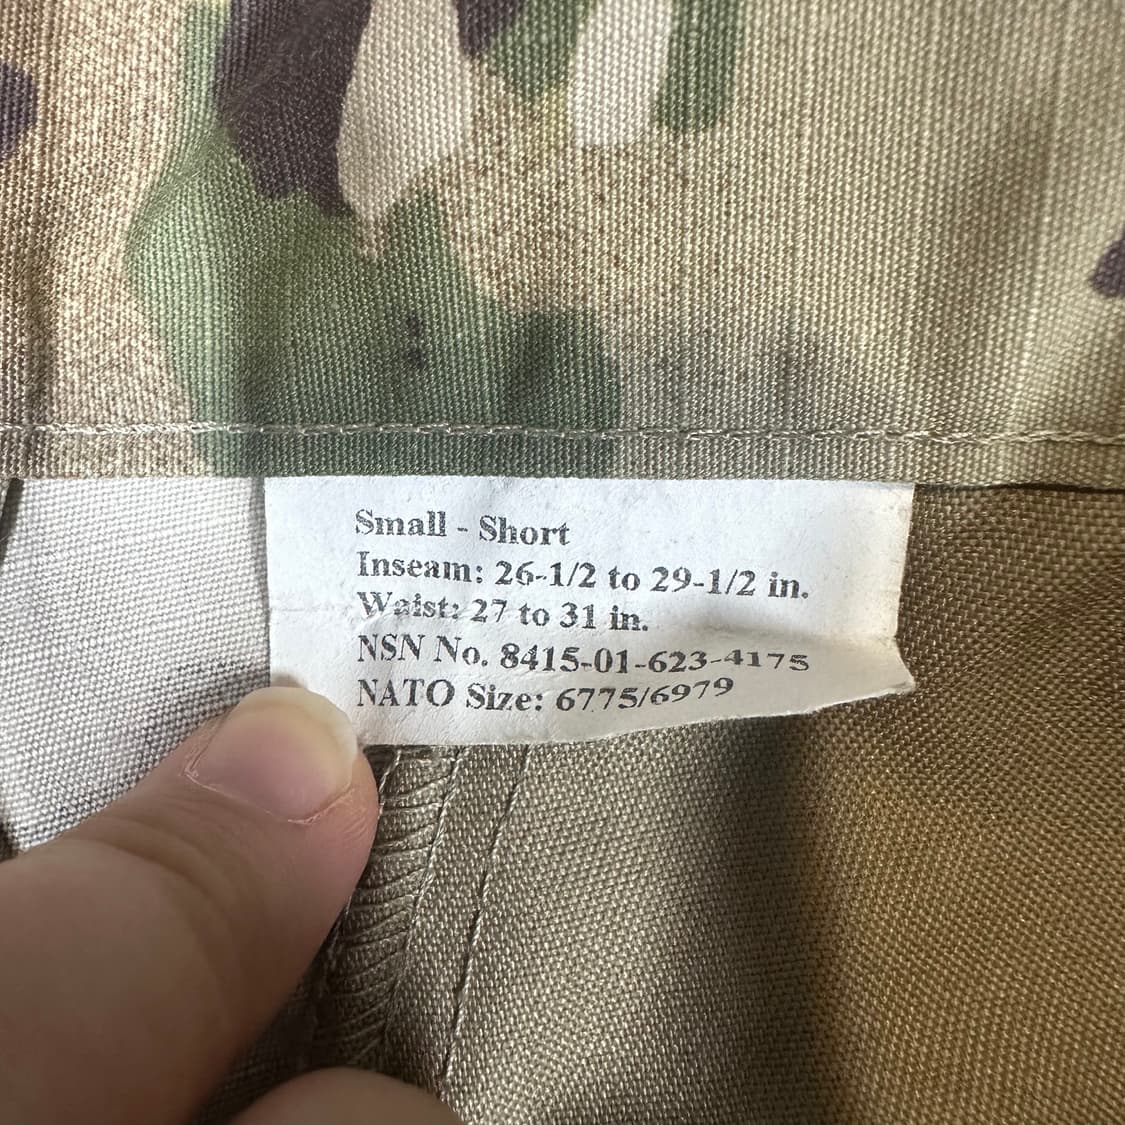 Small - Short
Inseam: 26-1/2 to 29-1/2 in.
Waist: 27 to 31 in.
NSN No. 8415-01-623-4175
NATO Size: 6775/6979